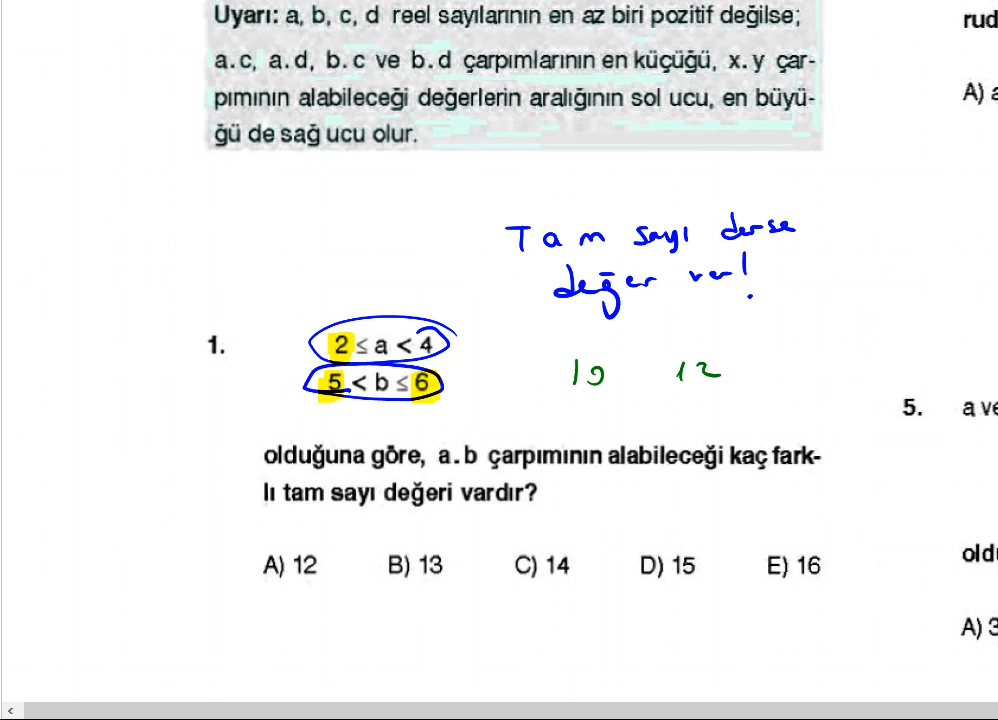 Uyarı: a, b, c, d reel sayılarının en az biri pozitif değilse;
a.c, a.d, b.c ve b.d çarpımlarının en küçüğü, x.y çar-
pımının alabileceği değerlerin aralığının sol ucu, en büyü-
ğü de sağ ucu olur.
Tam sayı derse
değer ver!
1.
2 ≤ a < 4
5 < b ≤ 6
10 12
olduğuna göre, a.b çarpımının alabileceği kaç fark-
lı tam sayı değeri vardır?
A) 12 B) 13 C) 14 D) 15 E) 16
rud
A) a
5. a ve
oldu
A) 3